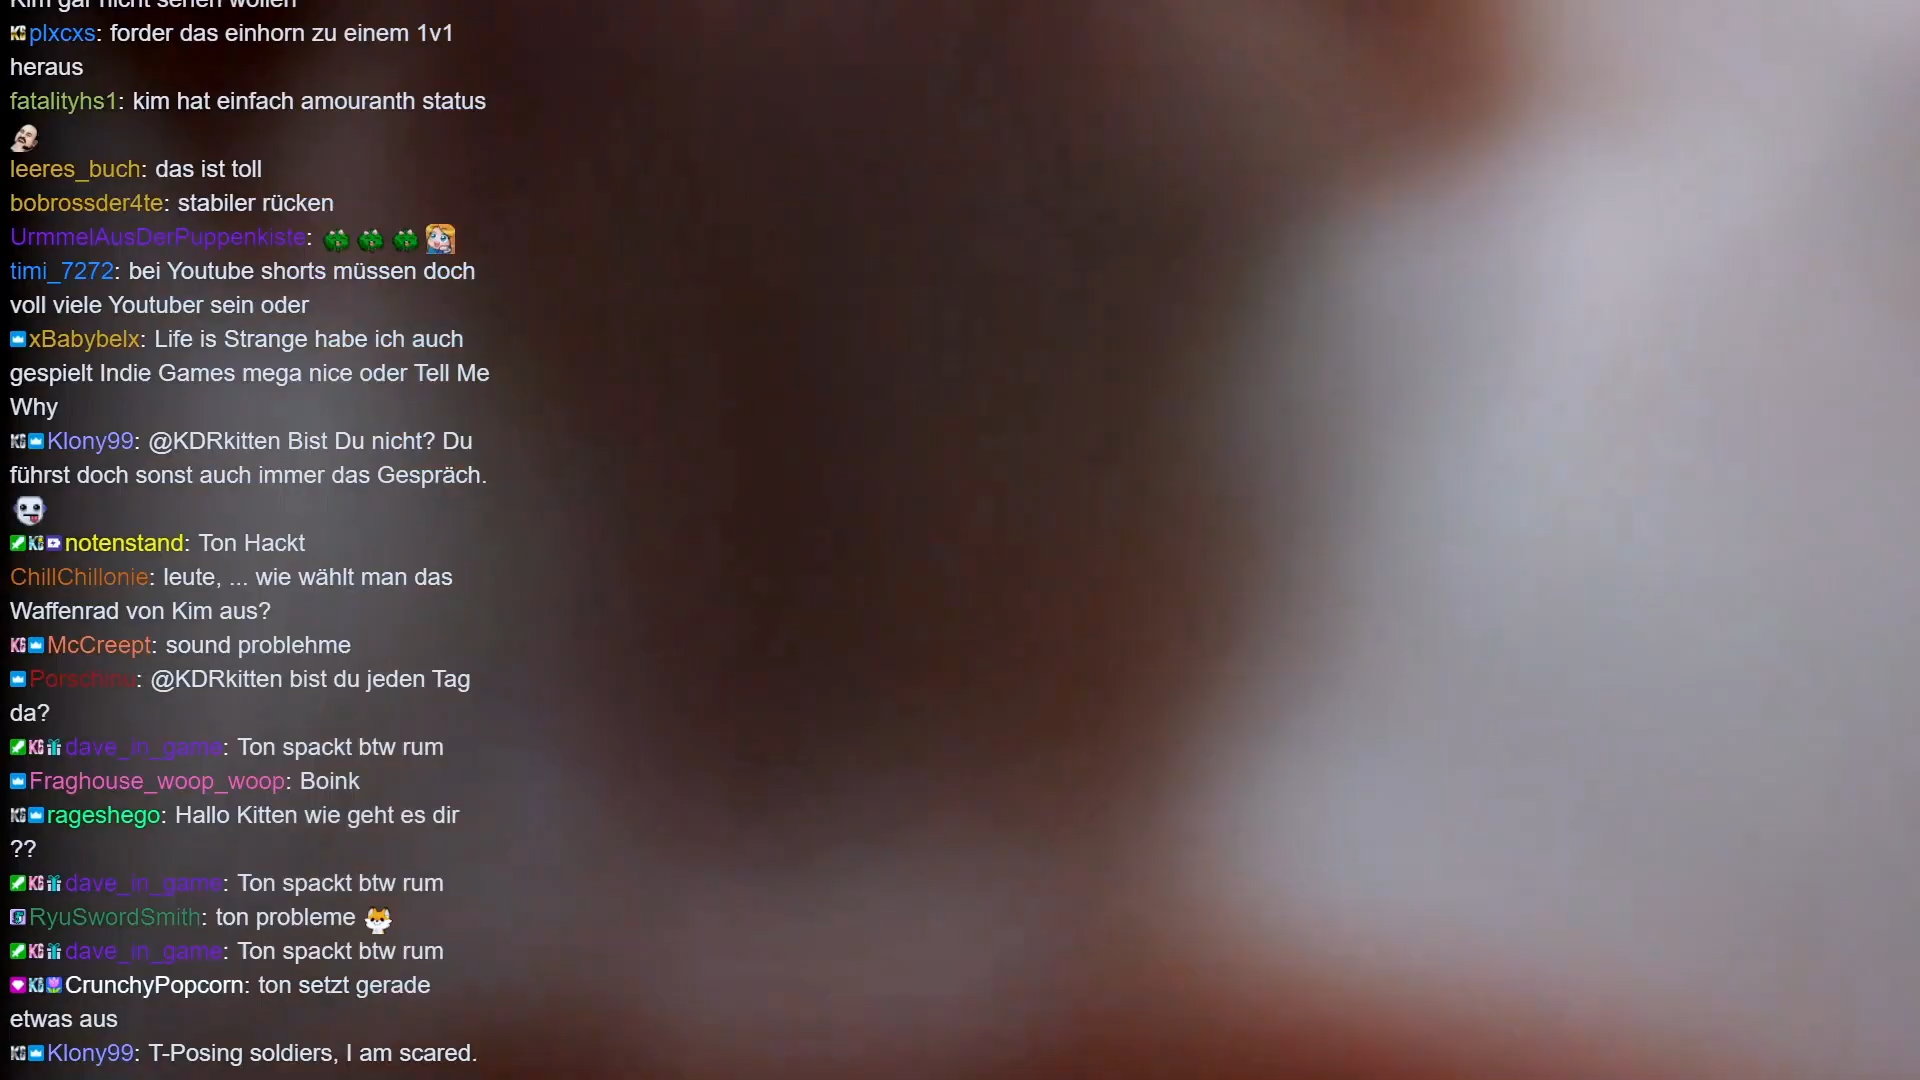 Kim gar nicht sehen wollen
plxcxs: forder das einhorn zu einem 1v1
heraus
fatalityhs1: kim hat einfach amouranth status
leeres_buch: das ist toll
bobrossder4te: stabiler rücken
UrmmelAusDerPuppenkiste:
timi_7272: bei Youtube shorts müssen doch
voll viele Youtuber sein oder
xBabybelx: Life is Strange habe ich auch
gespielt Indie Games mega nice oder Tell Me
Why
Klony99: @KDRkitten Bist Du nicht? Du
führst doch sonst auch immer das Gespräch.
notenstand: Ton Hackt
ChillChillonie: leute, ... wie wählt man das
Waffenrad von Kim aus?
McCreept: sound problehme
Porschinu: @KDRkitten bist du jeden Tag
da?
dave_in_game: Ton spackt btw rum
Fraghouse_woop_woop: Boink
rageshego: Hallo Kitten wie geht es dir
??
dave_in_game: Ton spackt btw rum
RyuSwordSmith: ton probleme
dave_in_game: Ton spackt btw rum
CrunchyPopcorn: ton setzt gerade
etwas aus
Klony99: T-Posing soldiers, I am scared.